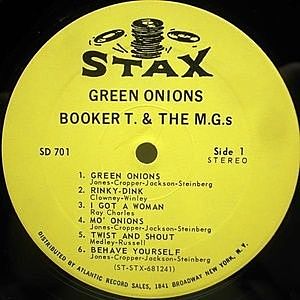 STAX
GREEN ONIONS
BOOKER T. & THE M.G.s
SD 701
Side 1
STEREO
1. GREEN ONIONS
Jones-Cropper-Jackson-Steinberg
2. RINKY-DINK
Clowney-Winley
3. I GOT A WOMAN
Ray Charles
4. MO' ONIONS
Jones-Cropper-Jackson-Steinberg
5. TWIST AND SHOUT
Medley-Russell
6. BEHAVE YOURSELF
Jones-Cropper-Jackson-Steinberg
(ST-STX-681241)
DISTRIBUTED BY ATLANTIC RECORD SALES, 1841 BROADWAY NEW YORK, N.Y.